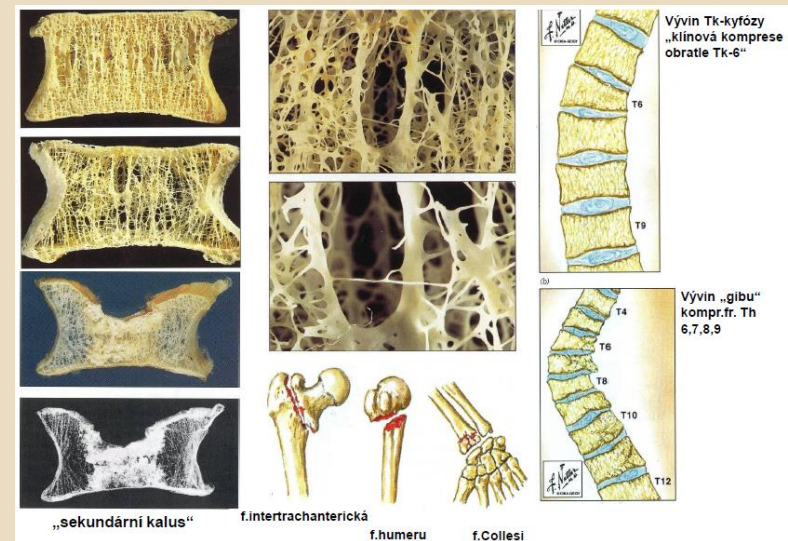 Vývin Tk-kyfózy
„klínová komprese
obratle Tk-6“
T6
T9
(b)
Vývin „gibu“
kompr.fr. Th
6,7,8,9
T4
T6
T8
T10
T12
„sekundární kalus“
f.intertrachanterická
f.humeru
f.Collesi